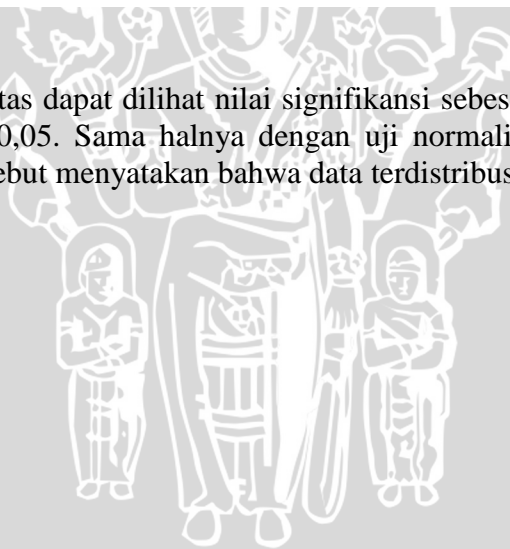 tas dapat dilihat nilai signifikansi sebes
0,05. Sama halnya dengan uji normali
ebut menyatakan bahwa data terdistribus